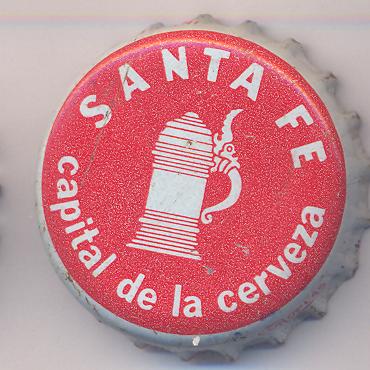 SANTA FE
capital de la cerveza